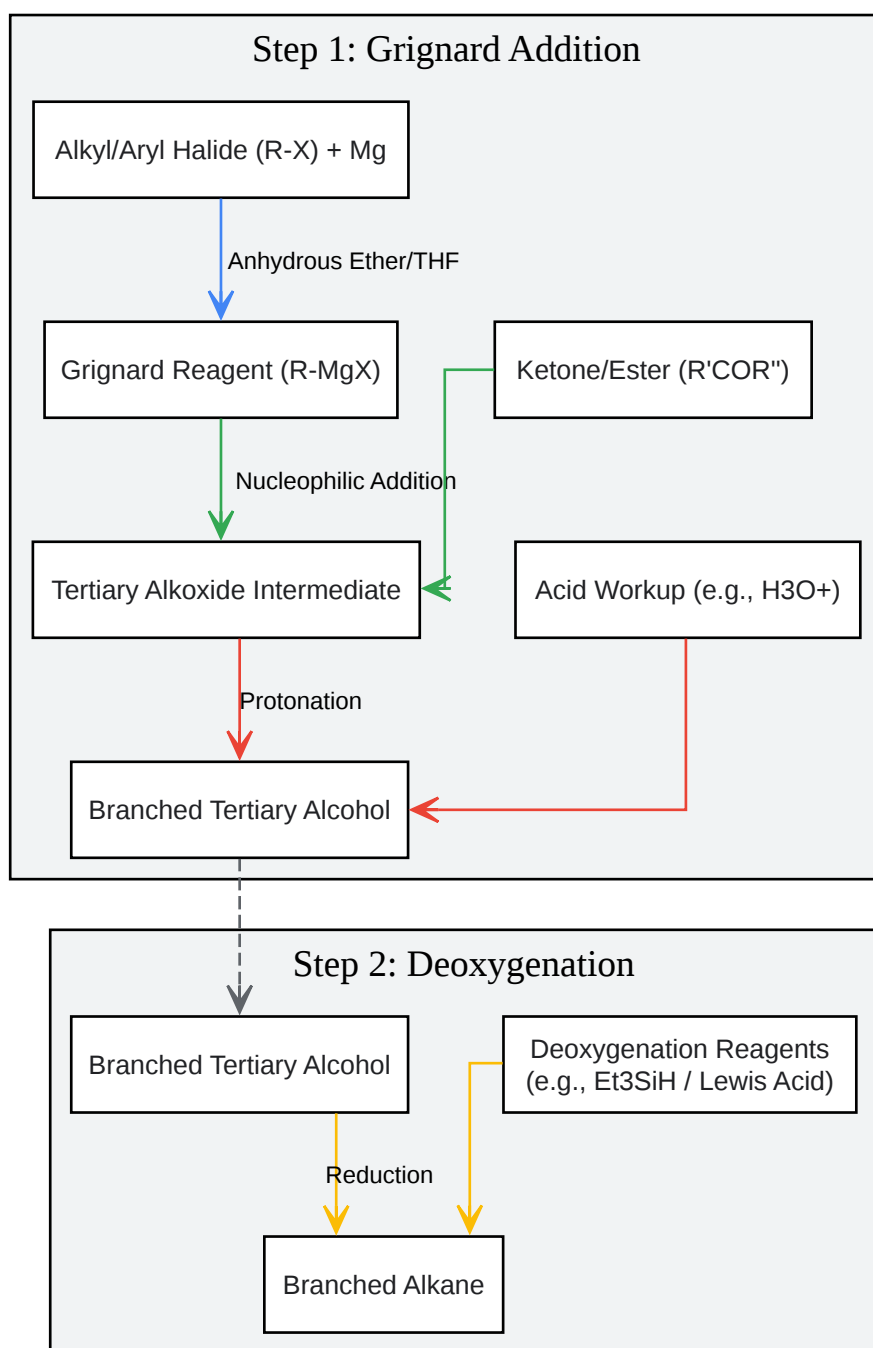 Step 1: Grignard Addition
Alkyl/Aryl Halide (R-X) + Mg
Anhydrous Ether/THF
Grignard Reagent (R-MgX)
Ketone/Ester (R'COR")
Nucleophilic Addition
Tertiary Alkoxide Intermediate
Acid Workup (e.g., H3O+)
Protonation
Branched Tertiary Alcohol
Step 2: Deoxygenation
Branched Tertiary Alcohol
Deoxygenation Reagents
(e.g., Et3SiH / Lewis Acid)
Reduction
Branched Alkane